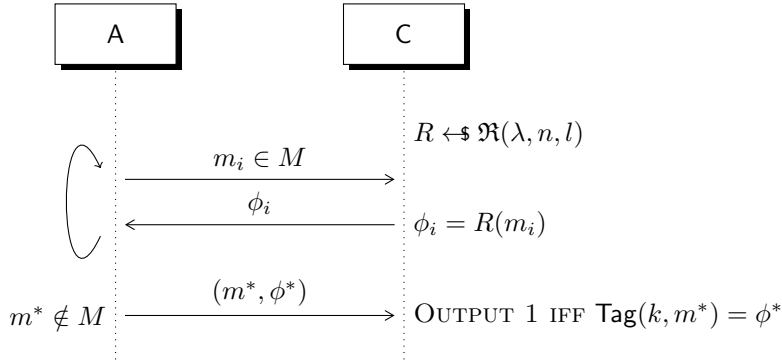 A C
R ←$ 𝔑(λ, n, l)
m_i ∈ M
ϕ_i
ϕ_i = R(m_i)
(m*, ϕ*)
m* ∉ M
OUTPUT 1 IFF Tag(k, m*) = ϕ*